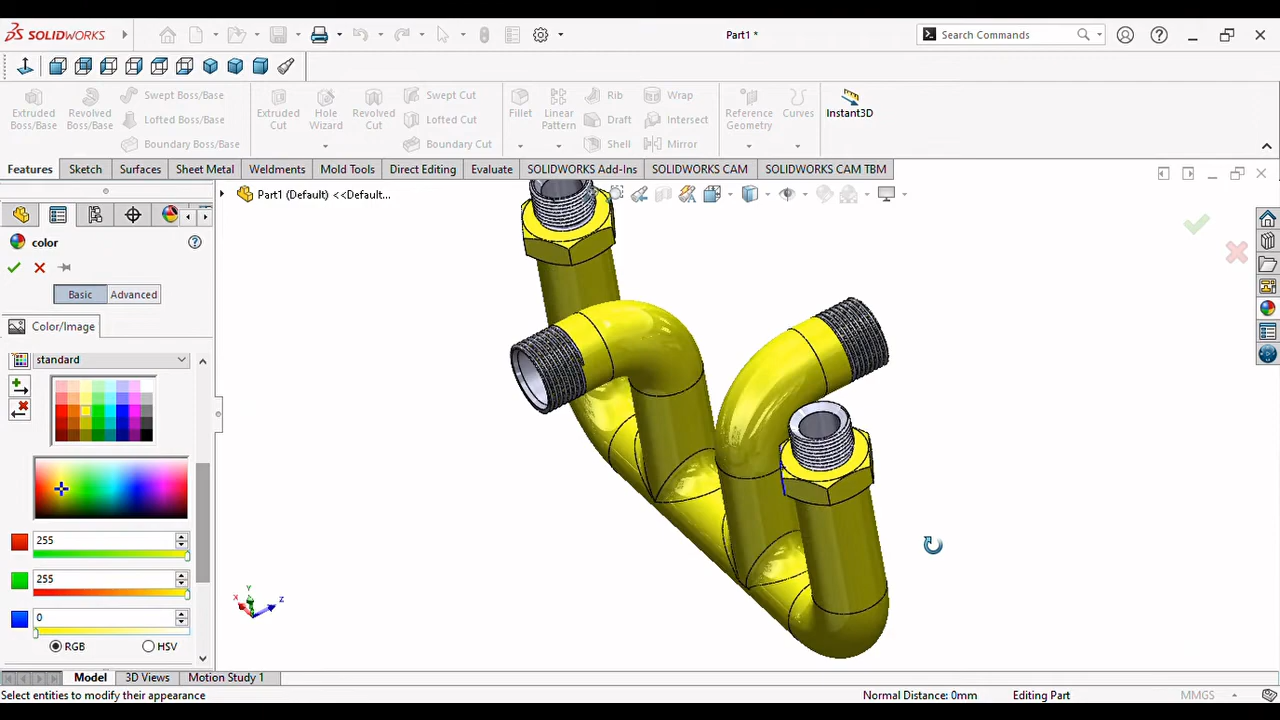 SOLIDWORKS
Part1 *
Search Commands
Extruded Boss/Base
Revolved Boss/Base
Swept Boss/Base
Lofted Boss/Base
Boundary Boss/Base
Extruded Cut
Hole Wizard
Revolved Cut
Swept Cut
Lofted Cut
Boundary Cut
Fillet
Linear Pattern
Rib
Draft
Shell
Wrap
Intersect
Mirror
Reference Geometry
Curves
Instant3D
Features
Sketch
Surfaces
Sheet Metal
Weldments
Mold Tools
Direct Editing
Evaluate
SOLIDWORKS Add-Ins
SOLIDWORKS CAM
SOLIDWORKS CAM TBM
Part1 (Default) <<Default...
color
Basic
Advanced
Color/Image
standard
255
255
0
RGB
HSV
Y
X
Z
Model
3D Views
Motion Study 1
Select entities to modify their appearance
Normal Distance: 0mm
Editing Part
MMGS